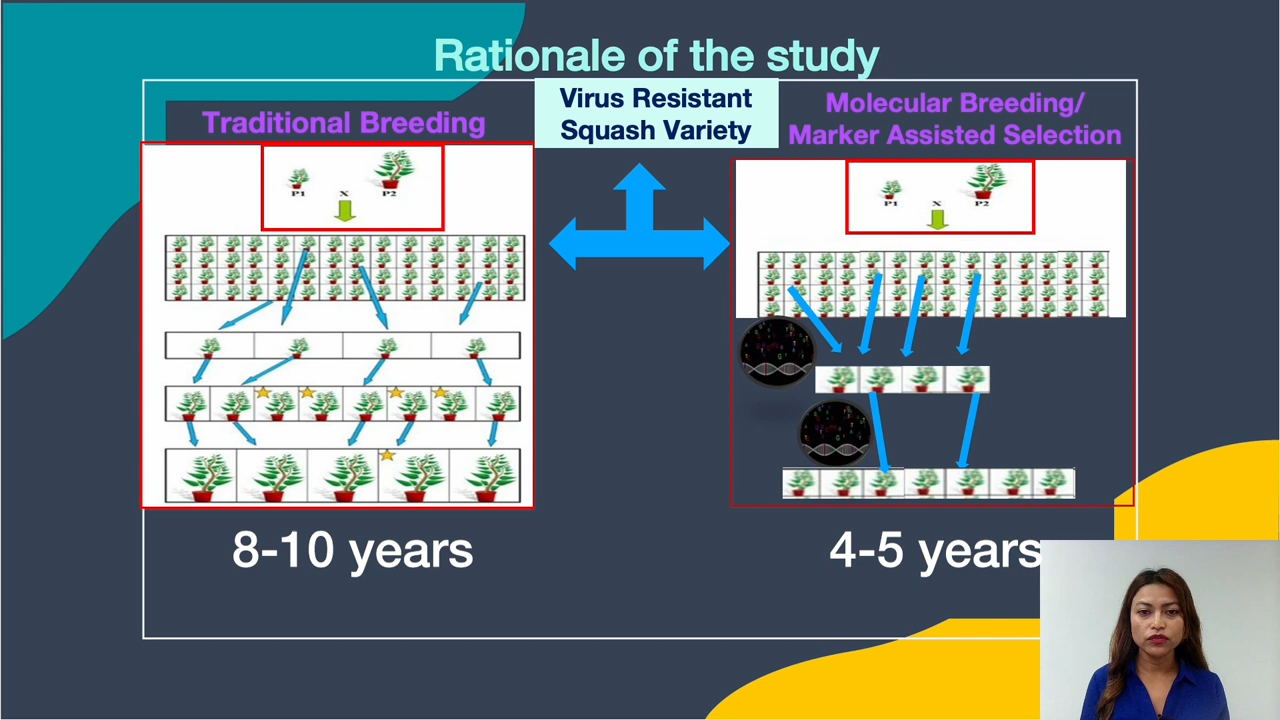 Rationale of the study
Virus Resistant
Squash Variety
Traditional Breeding
Molecular Breeding/
Marker Assisted Selection
P1 X P2
P1 X P2
8-10 years
4-5 years